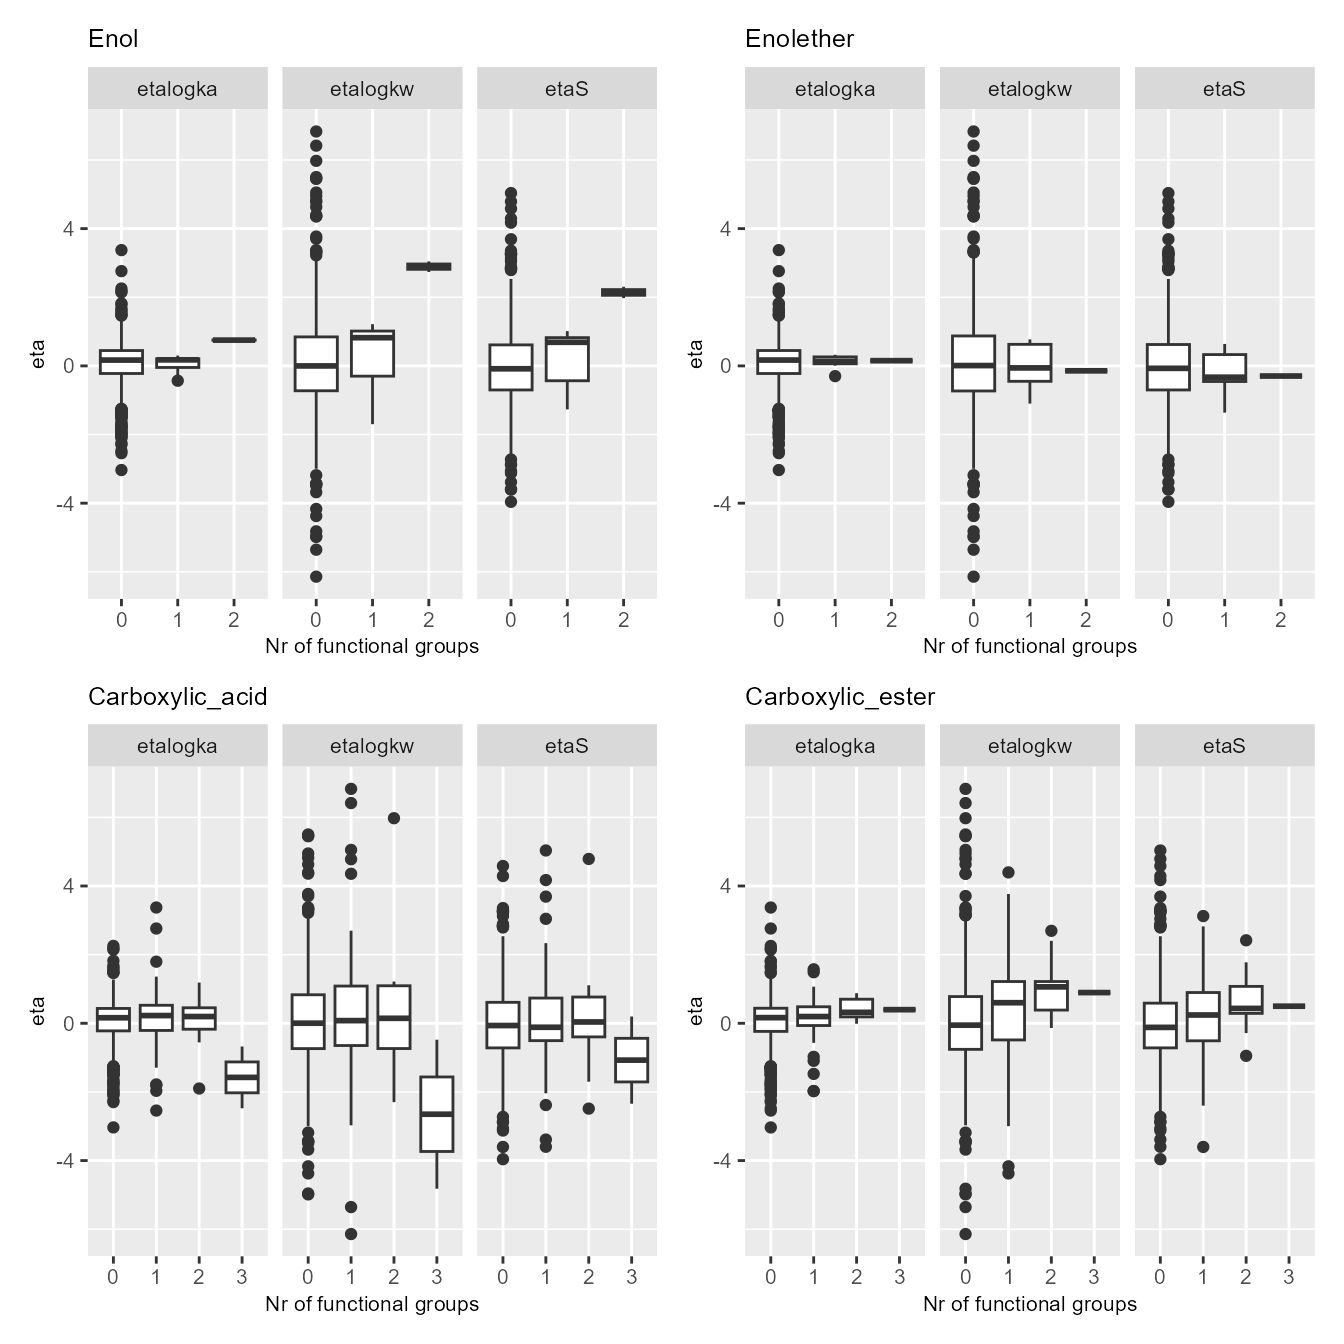 Enol
etalogka etalogkw etaS
eta
4
0
-4
0 1 2 0 1 2 0 1 2
Nr of functional groups
Enolether
etalogka etalogkw etaS
eta
4
0
-4
0 1 2 0 1 2 0 1 2
Nr of functional groups
Carboxylic_acid
etalogka etalogkw etaS
eta
4
0
-4
0 1 2 3 0 1 2 3 0 1 2 3
Nr of functional groups
Carboxylic_ester
etalogka etalogkw etaS
eta
4
0
-4
0 1 2 3 0 1 2 3 0 1 2 3
Nr of functional groups